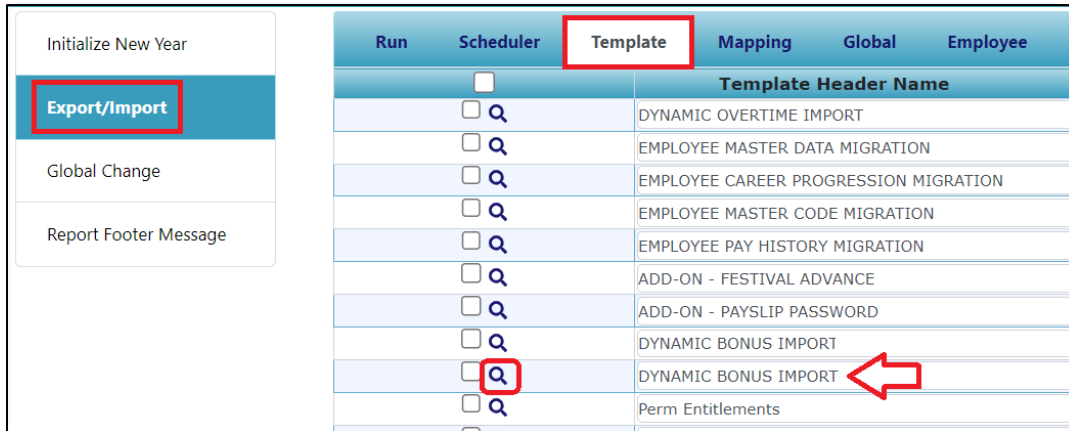 Initialize New Year
Export/Import
Global Change
Report Footer Message
Run Scheduler Template Mapping Global Employee
Template Header Name
DYNAMIC OVERTIME IMPORT
EMPLOYEE MASTER DATA MIGRATION
EMPLOYEE CAREER PROGRESSION MIGRATION
EMPLOYEE MASTER CODE MIGRATION
EMPLOYEE PAY HISTORY MIGRATION
ADD-ON - FESTIVAL ADVANCE
ADD-ON - PAYSLIP PASSWORD
DYNAMIC BONUS IMPORT
DYNAMIC BONUS IMPORT
Perm Entitlements